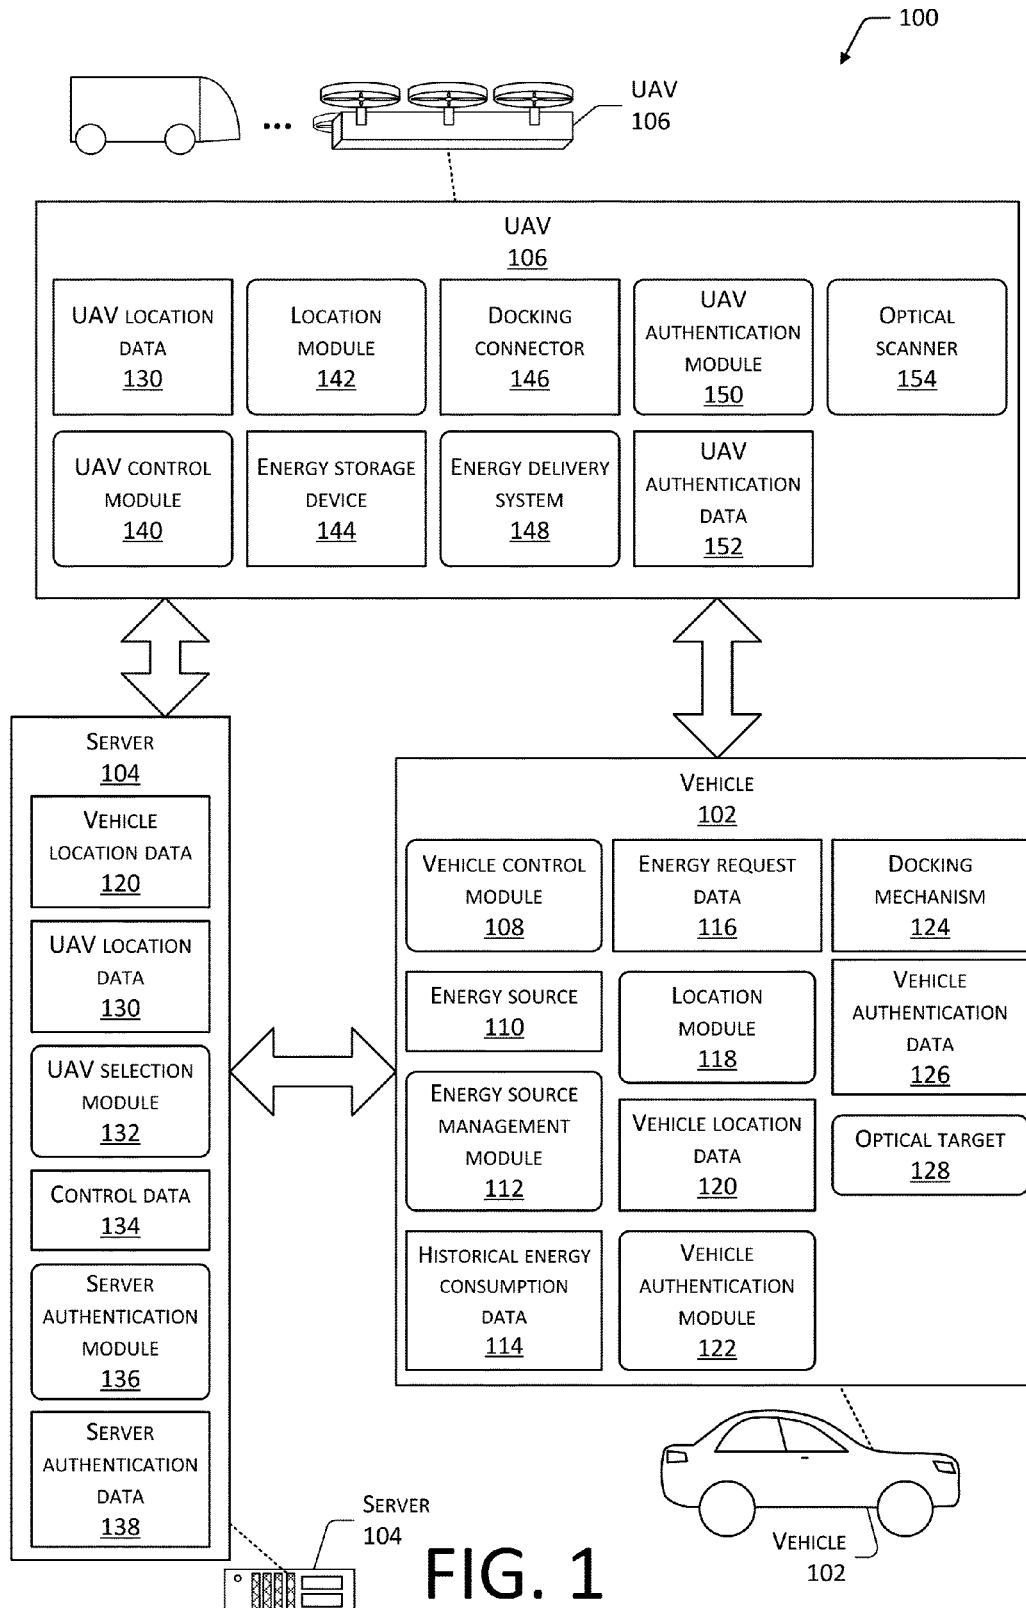 100
UAV
106
UAV
106
UAV LOCATION
DATA
130
LOCATION
MODULE
142
DOCKING
CONNECTOR
146
UAV
AUTHENTICATION
MODULE
150
OPTICAL
SCANNER
154
UAV CONTROL
MODULE
140
ENERGY STORAGE
DEVICE
144
ENERGY DELIVERY
SYSTEM
148
UAV
AUTHENTICATION
DATA
152
SERVER
104
VEHICLE
LOCATION DATA
120
UAV LOCATION
DATA
130
UAV SELECTION
MODULE
132
CONTROL DATA
134
SERVER
AUTHENTICATION
MODULE
136
SERVER
AUTHENTICATION
DATA
138
VEHICLE
102
VEHICLE CONTROL
MODULE
108
ENERGY REQUEST
DATA
116
DOCKING
MECHANISM
124
ENERGY SOURCE
110
LOCATION
MODULE
118
VEHICLE
AUTHENTICATION
DATA
126
ENERGY SOURCE
MANAGEMENT
MODULE
112
VEHICLE LOCATION
DATA
120
OPTICAL TARGET
128
HISTORICAL ENERGY
CONSUMPTION
DATA
114
VEHICLE
AUTHENTICATION
MODULE
122
SERVER
104
VEHICLE
102
FIG. 1